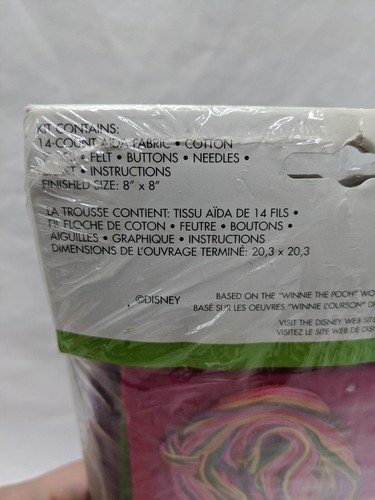 KIT CONTAINS:
14-COUNT AIDA FABRIC • COTTON
• FELT • BUTTONS • NEEDLES •
• INSTRUCTIONS
FINISHED SIZE: 8" x 8"
LA TROUSSE CONTIENT: TISSU AÏDA DE 14 FILS •
FIL FLOCHE DE COTON • FEUTRE • BOUTONS •
AIGUILLES • GRAPHIQUE • INSTRUCTIONS
DIMENSIONS DE L'OUVRAGE TERMINÉ: 20,3 x 20,3
©DISNEY
BASED ON THE "WINNIE THE POOH" WO
BASÉ SUR LES OEUVRES "WINNIE L'OURSON" DE
VISIT THE DISNEY WEB SITE
VISITEZ LE SITE WEB DE DIS